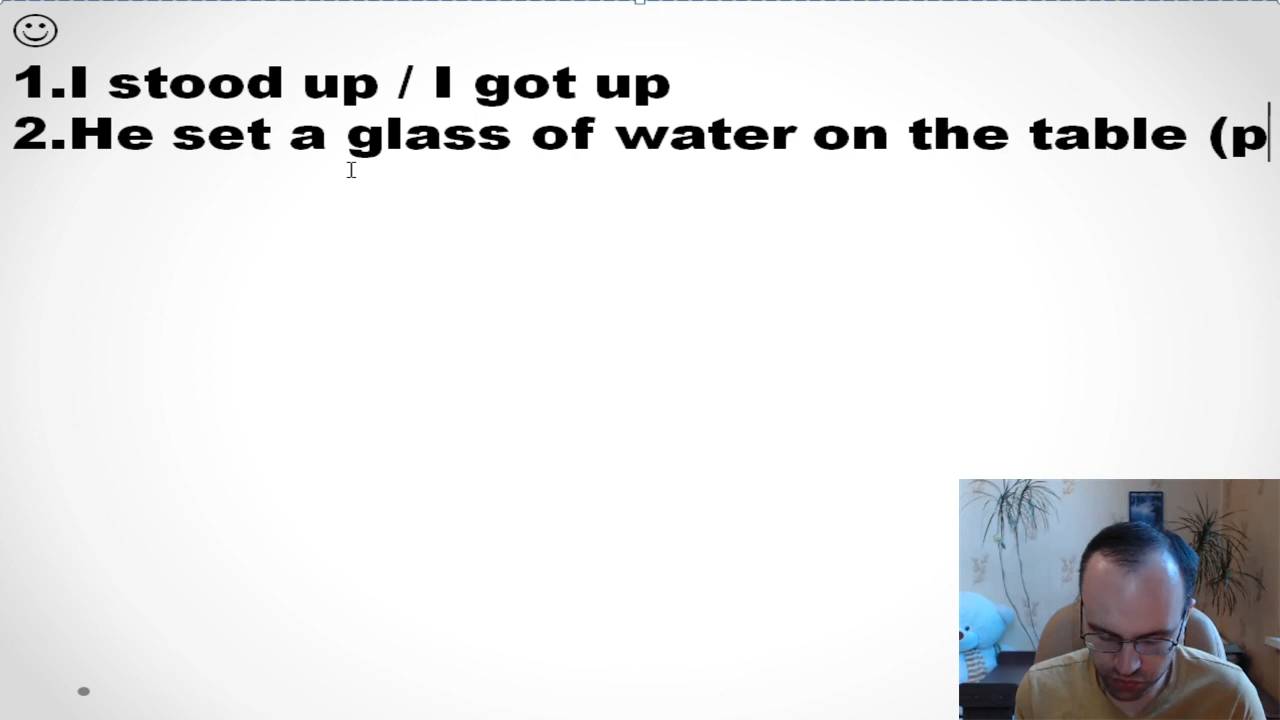 1.I stood up / I got up
2.He set a glass of water on the table (p